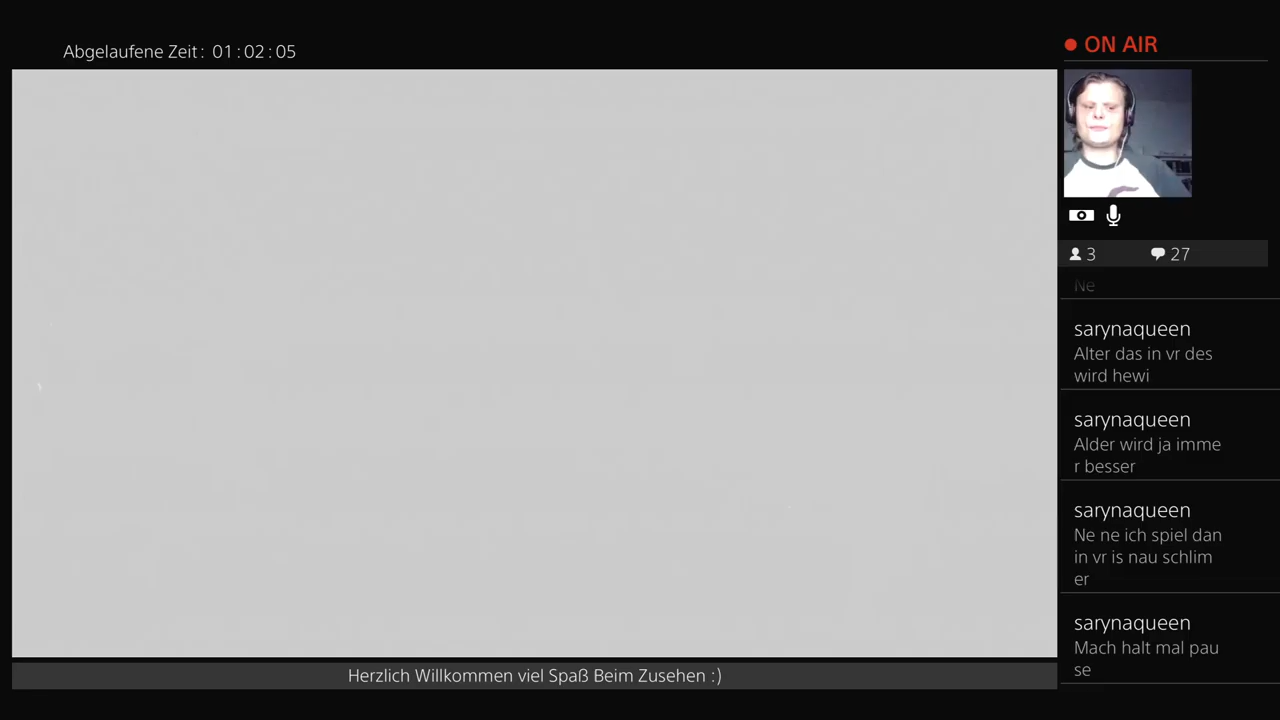 Abgelaufene Zeit: 01:02:05
ON AIR
3 27
Ne
sarynaqueen
Alter das in vr des
wird hewi
sarynaqueen
Alder wird ja imme
r besser
sarynaqueen
Ne ne ich spiel dan
in vr is nau schlim
er
sarynaqueen
Mach halt mal pau
se
Herzlich Willkommen viel Spaß Beim Zusehen :)